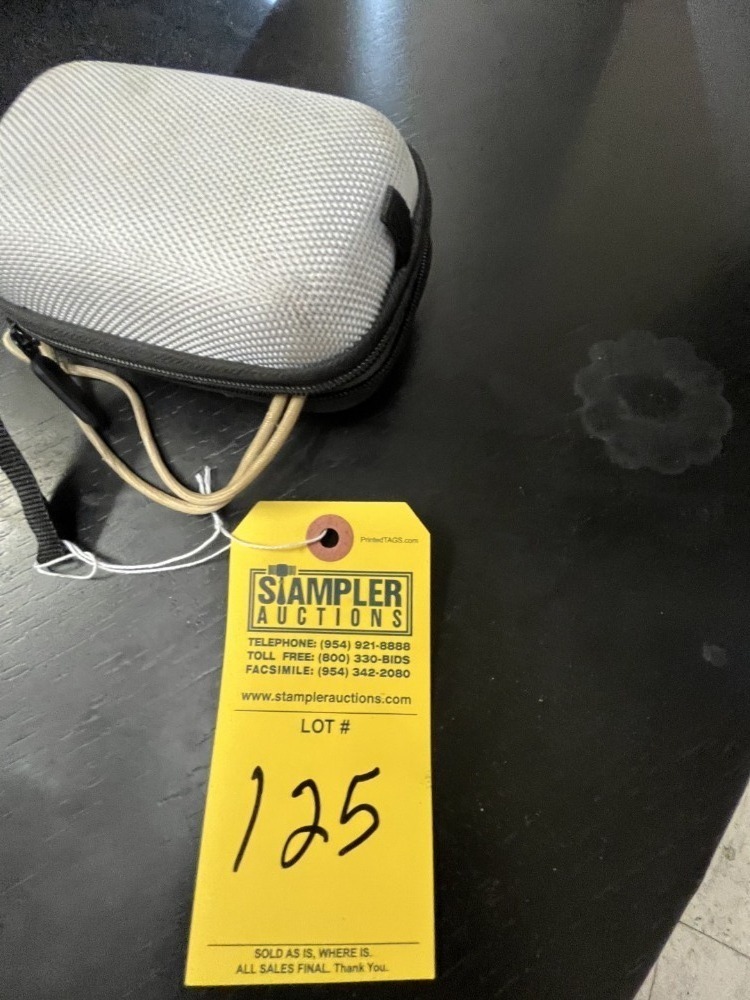 PrintedTAGS.com
STAMPLER
AUCTIONS
TELEPHONE: (954) 921-8888
TOLL FREE: (800) 330-BIDS
FACSIMILE: (954) 342-2080
www.stamplerauctions.com
LOT #
125
SOLD AS IS, WHERE IS.
ALL SALES FINAL. Thank You.